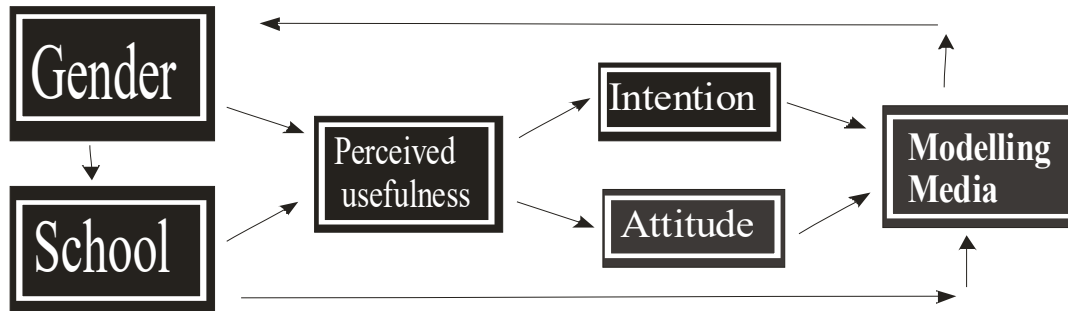 Gender
School
Perceived
usefulness
Intention
Attitude
Modelling
Media